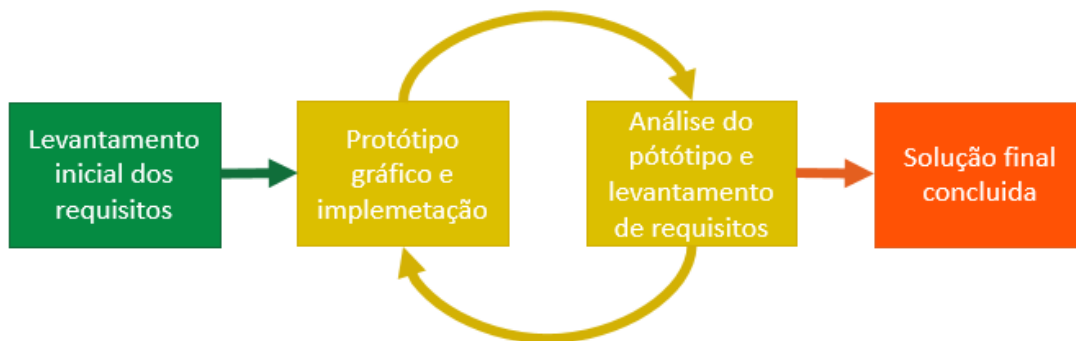 Levantamento
inicial dos
requisitos
Protótipo
gráfico e
implemetação
Análise do
pótótipo e
levantamento
de requisitos
Solução final
concluida